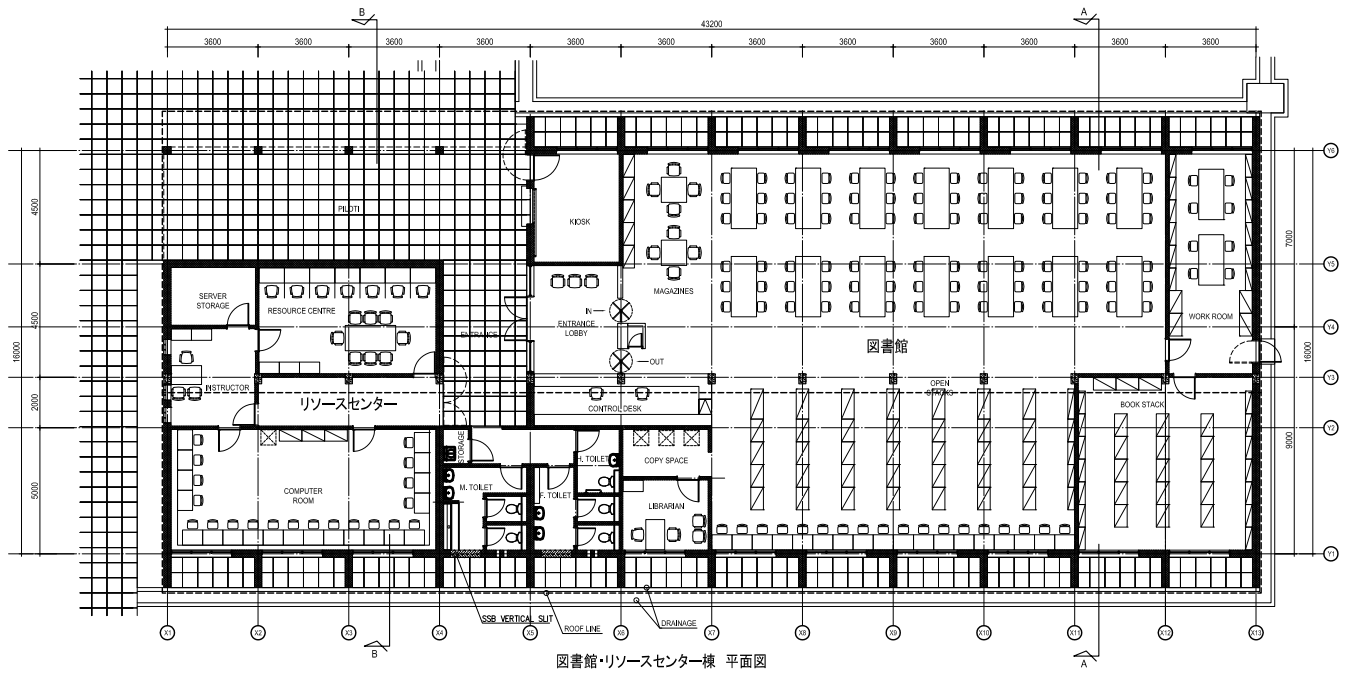 B
A
43200
3600 3600 3600 3600 3600 3600 3600 3600 3600 3600 3600 3600
Y6
4500
PILOTI
KIOSK
7000
Y5
SERVER
STORAGE
RESOURCE CENTRE
MAGAZINES
IN
ENTRANCE
LOBBY
ENTRANCE
WORK ROOM
4500
16000
Y4
16000
図書館
OUT
Y3
INSTRUCTOR
リソースセンター
OPEN
STACKS
CONTROL DESK
BOOK STACK
2000
Y2
STORAGE
H. TOILET
COPY SPACE
9000
M. TOILET
F. TOILET
COMPUTER
ROOM
LIBRARIAN
5000
Y1
SSB VERTICAL SLIT
ROOF LINE
DRAINAGE
X1 X2 X3 X4 X5 X6 X7 X8 X9 X10 X11 X12 X13
B
A
図書館・リソースセンター棟 平面図